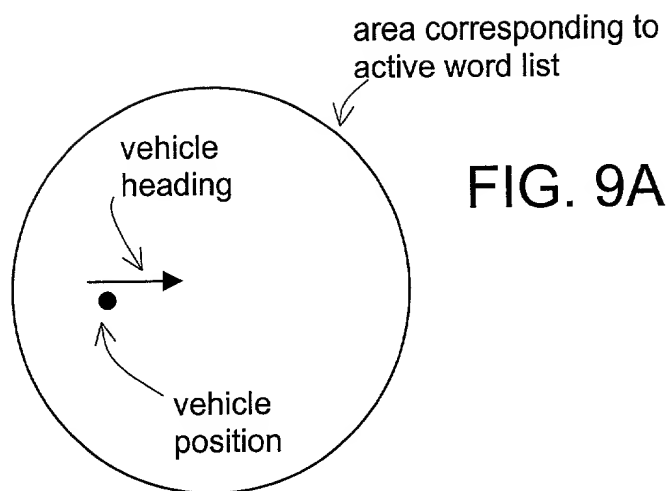 area corresponding to
active word list
vehicle
heading
FIG. 9A
vehicle
position